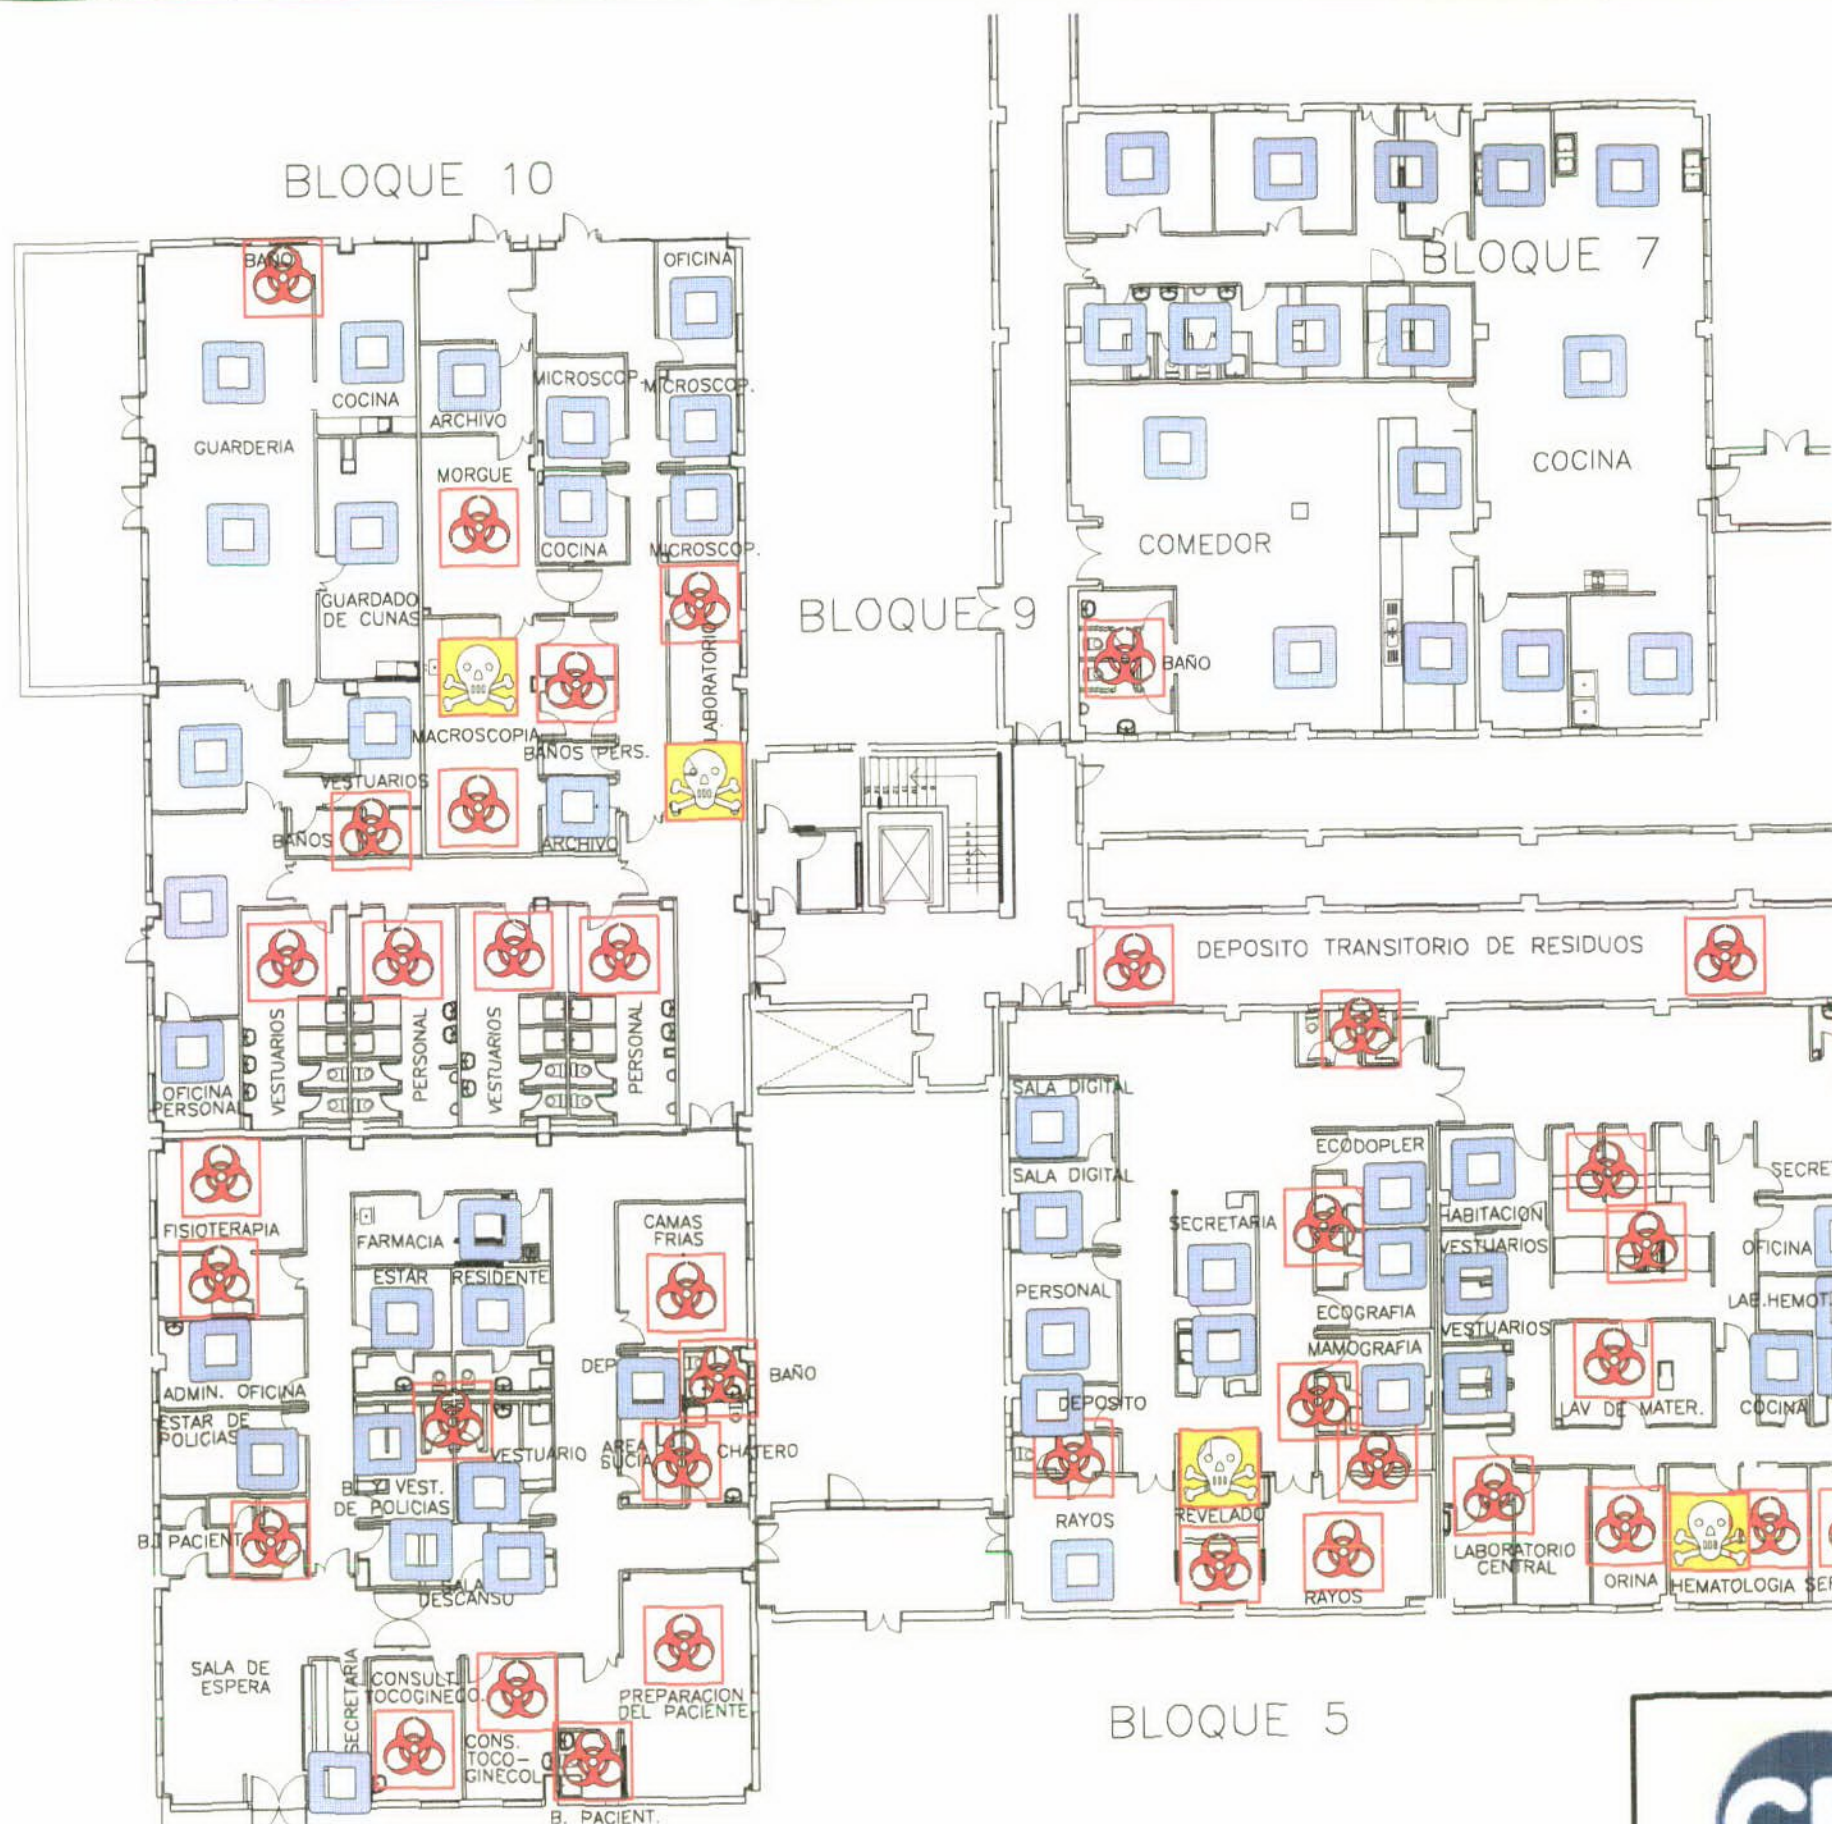 BLOQUE 10
BLOQUE 7
BAÑO
OFICINA
COCINA
ARCHIVO
MICROSCOP.
MICROSCOP.
GUARDERIA
MORGUE
COCINA
MICROSCOP.
COCINA
COMEDOR
GUARDADO
DE CUNAS
BLOQUE 9
LABORATORIO
BAÑO
MACROSCOPIA
BAÑOS PERS.
VESTUARIOS
BAÑOS
ARCHIVO
DEPOSITO TRANSITORIO DE RESIDUOS
VESTUARIOS
PERSONAL
VESTUARIOS
PERSONAL
OFICINA
PERSONAL
SALA DIGITAL
ECODOPLER
SALA DIGITAL
FISIOTERAPIA
FARMACIA
CAMAS
FRIAS
SECRETARIA
HABITACION
VESTUARIOS
OFICINA
ESTAR
RESIDENTE
PERSONAL
ECOGRAFIA
VESTUARIOS
LAB.HEMOT.
MAMOGRAFIA
DEP
BAÑO
ADMIN. OFICINA
DEPOSITO
LAV DE MATER.
COCINA
ESTAR DE
POLICIAS
VESTUARIO
AREA
SUCIA
CHATERO
B. Y VEST.
DE POLICIAS
B. PACIENT.
RAYOS
REVELADO
LABORATORIO
CENTRAL
ORINA
HEMATOLOGIA
RAYOS
SALA
DESCANSO
SALA DE
ESPERA
SECRETARIA
CONSULT.
TOCOGINECO.
PREPARACION
DEL PACIENTE
CONS.
TOCO-
GINECOL
B. PACIENT.
BLOQUE 5